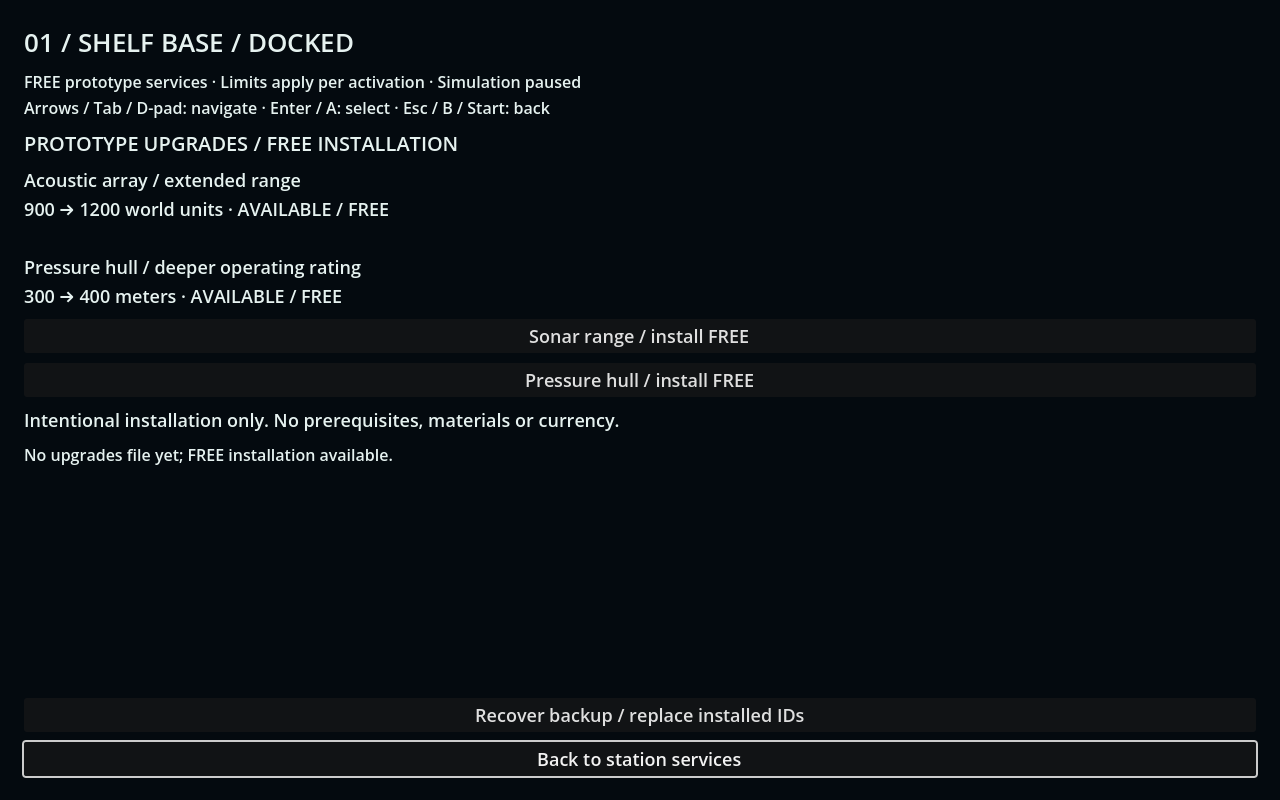 01 / SHELF BASE / DOCKED
FREE prototype services · Limits apply per activation · Simulation paused
Arrows / Tab / D-pad: navigate · Enter / A: select · Esc / B / Start: back
PROTOTYPE UPGRADES / FREE INSTALLATION
Acoustic array / extended range
900 → 1200 world units · AVAILABLE / FREE
Pressure hull / deeper operating rating
300 → 400 meters · AVAILABLE / FREE
Sonar range / install FREE
Pressure hull / install FREE
Intentional installation only. No prerequisites, materials or currency.
No upgrades file yet; FREE installation available.
Recover backup / replace installed IDs
Back to station services